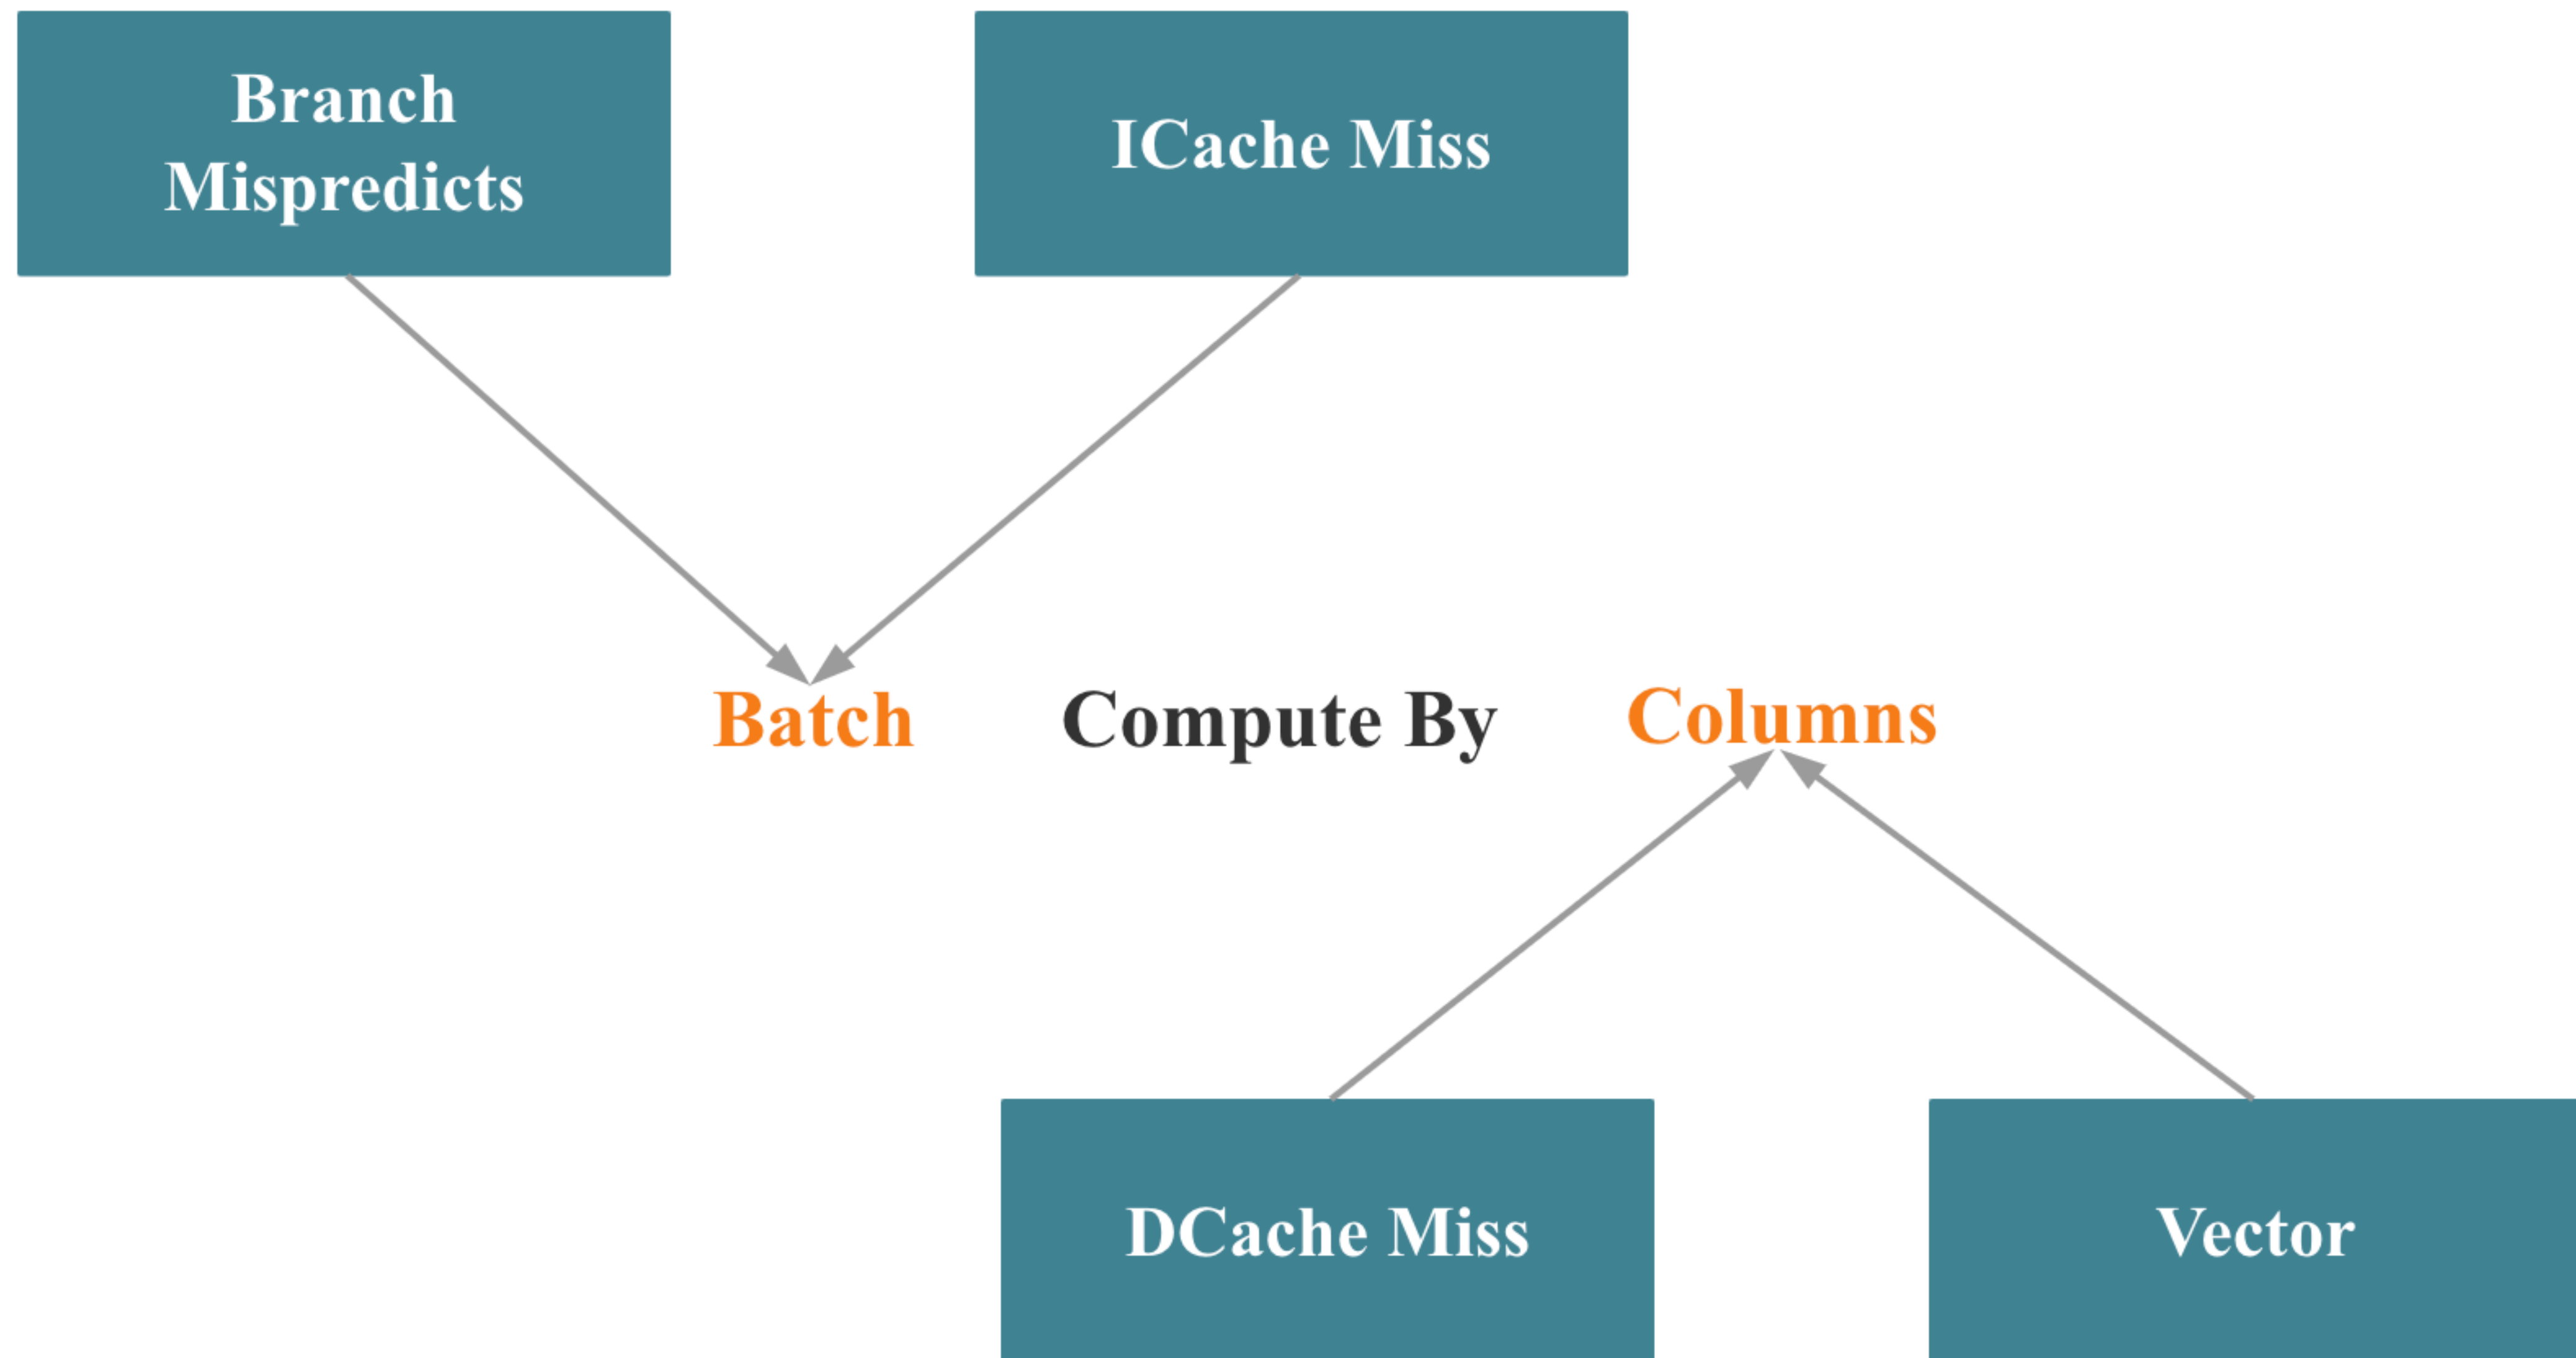 Branch
Mispredicts
ICache Miss
Batch Compute By Columns
DCache Miss
Vector